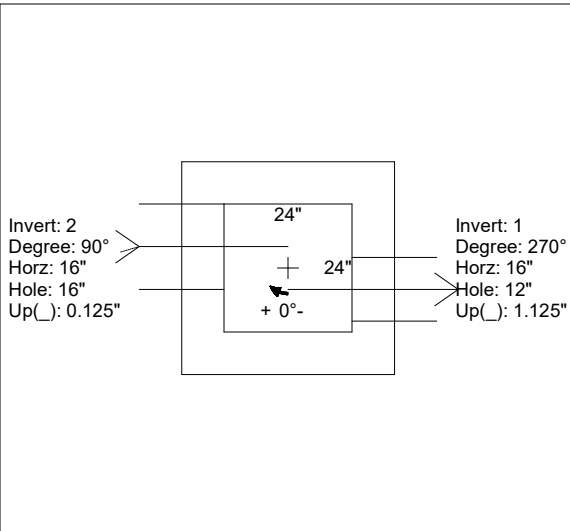 Invert: 2
Degree: 90°
Horz: 16"
Hole: 16"
Up(_): 0.125"
24"
24"
+ 0°-
Invert: 1
Degree: 270°
Horz: 16"
Hole: 12"
Up(_): 1.125"